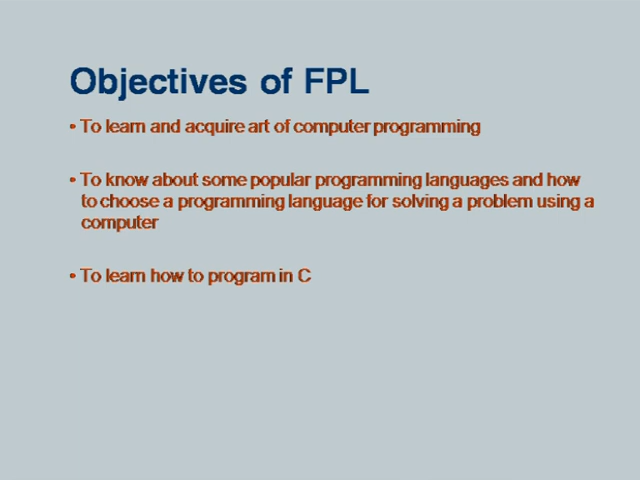 Objectives of FPL
• To learn and acquire art of computer programming
• To know about some popular programming languages and how
to choose a programming language for solving a problem using a
computer
• To learn how to program in C